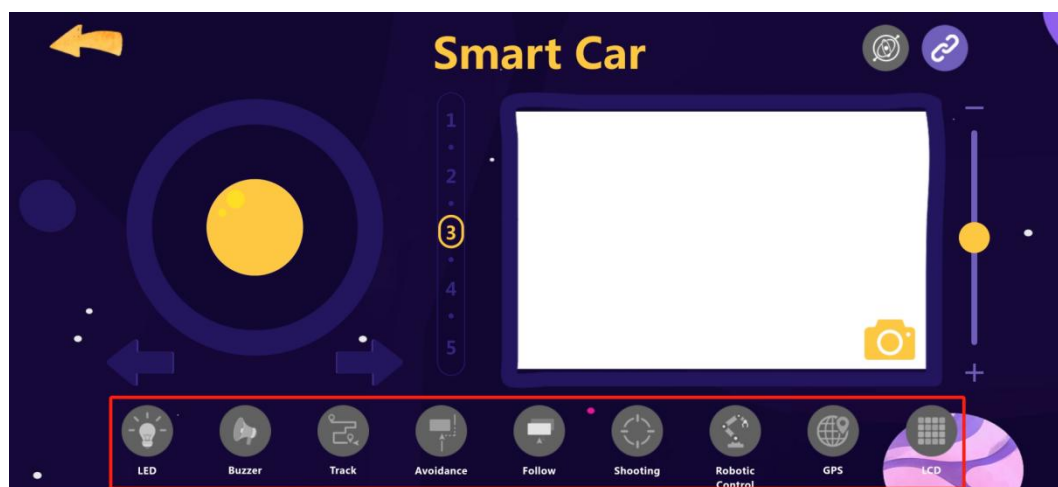 Smart Car
1
2
3
4
5
LED
Buzzer
Track
Avoidance
Follow
Shooting
Robotic
Control
GPS
LCD